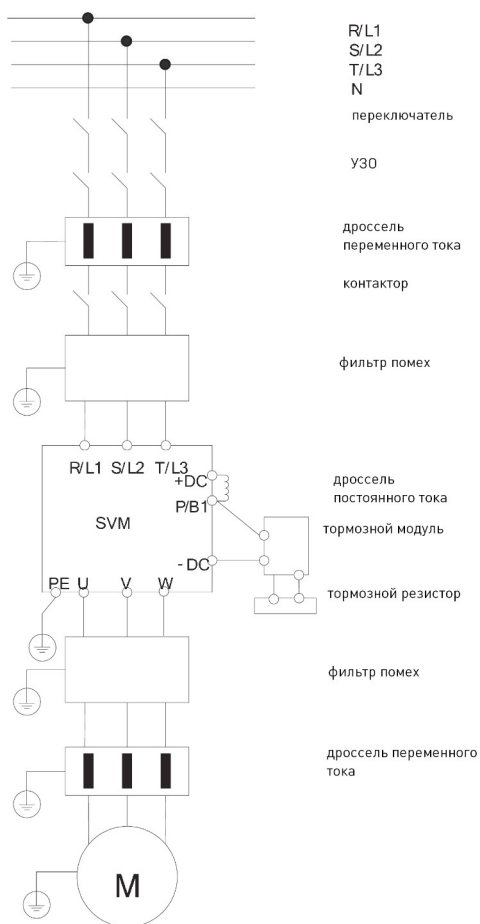 R/L1
S/L2
T/L3
N
переключатель
УЗО
дроссель
переменного тока
контактор
фильтр помех
R/L1 S/L2 T/L3
+DC
дроссель
постоянного тока
P/B1
SVM
тормозной модуль
-DC
PE U V W
тормозной резистор
фильтр помех
дроссель переменного
тока
M